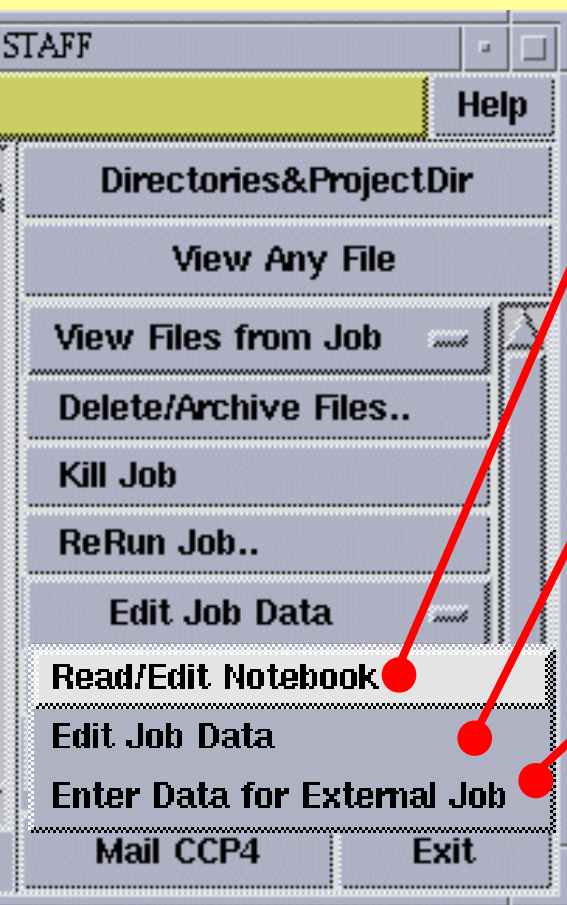 STAFF
Help
Directories&ProjectDir
View Any File
View Files from Job
Delete/Archive Files..
Kill Job
ReRun Job..
Edit Job Data
Read/Edit Notebook
Edit Job Data
Enter Data for External Job
Mail CCP4 Exit